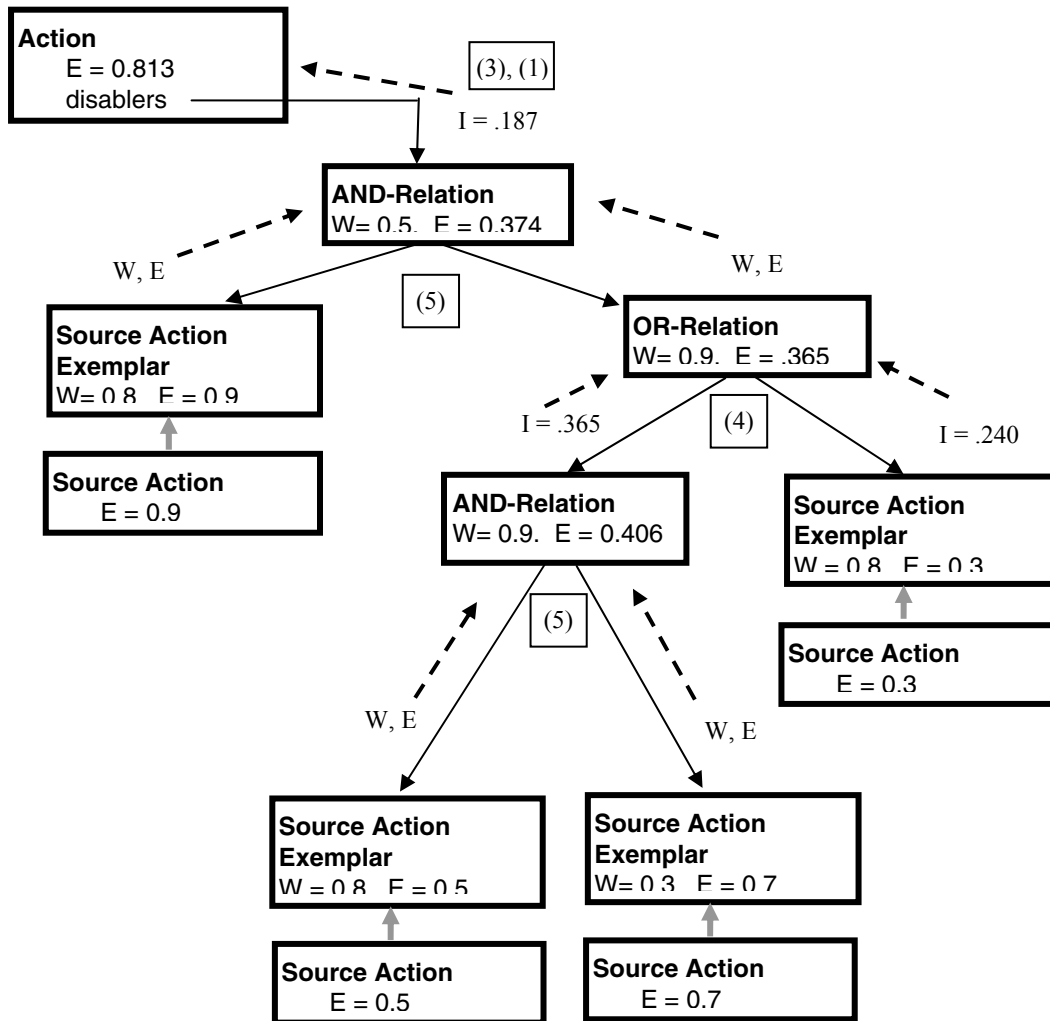 Action
E = 0.813
disablers
(3), (1)
I = .187
AND-Relation
W= 0.5. E = 0.374
W, E
W, E
(5)
Source Action
Exemplar
W= 0.8 E = 0.9
Source Action
E = 0.9
OR-Relation
W= 0.9. E = .365
I = .365
(4)
I = .240
AND-Relation
W= 0.9. E = 0.406
Source Action
Exemplar
W = 0.8 E = 0.3
Source Action
E = 0.3
(5)
W, E
W, E
Source Action
Exemplar
W = 0.8 E = 0.5
Source Action
E = 0.5
Source Action
Exemplar
W= 0.3 E = 0.7
Source Action
E = 0.7